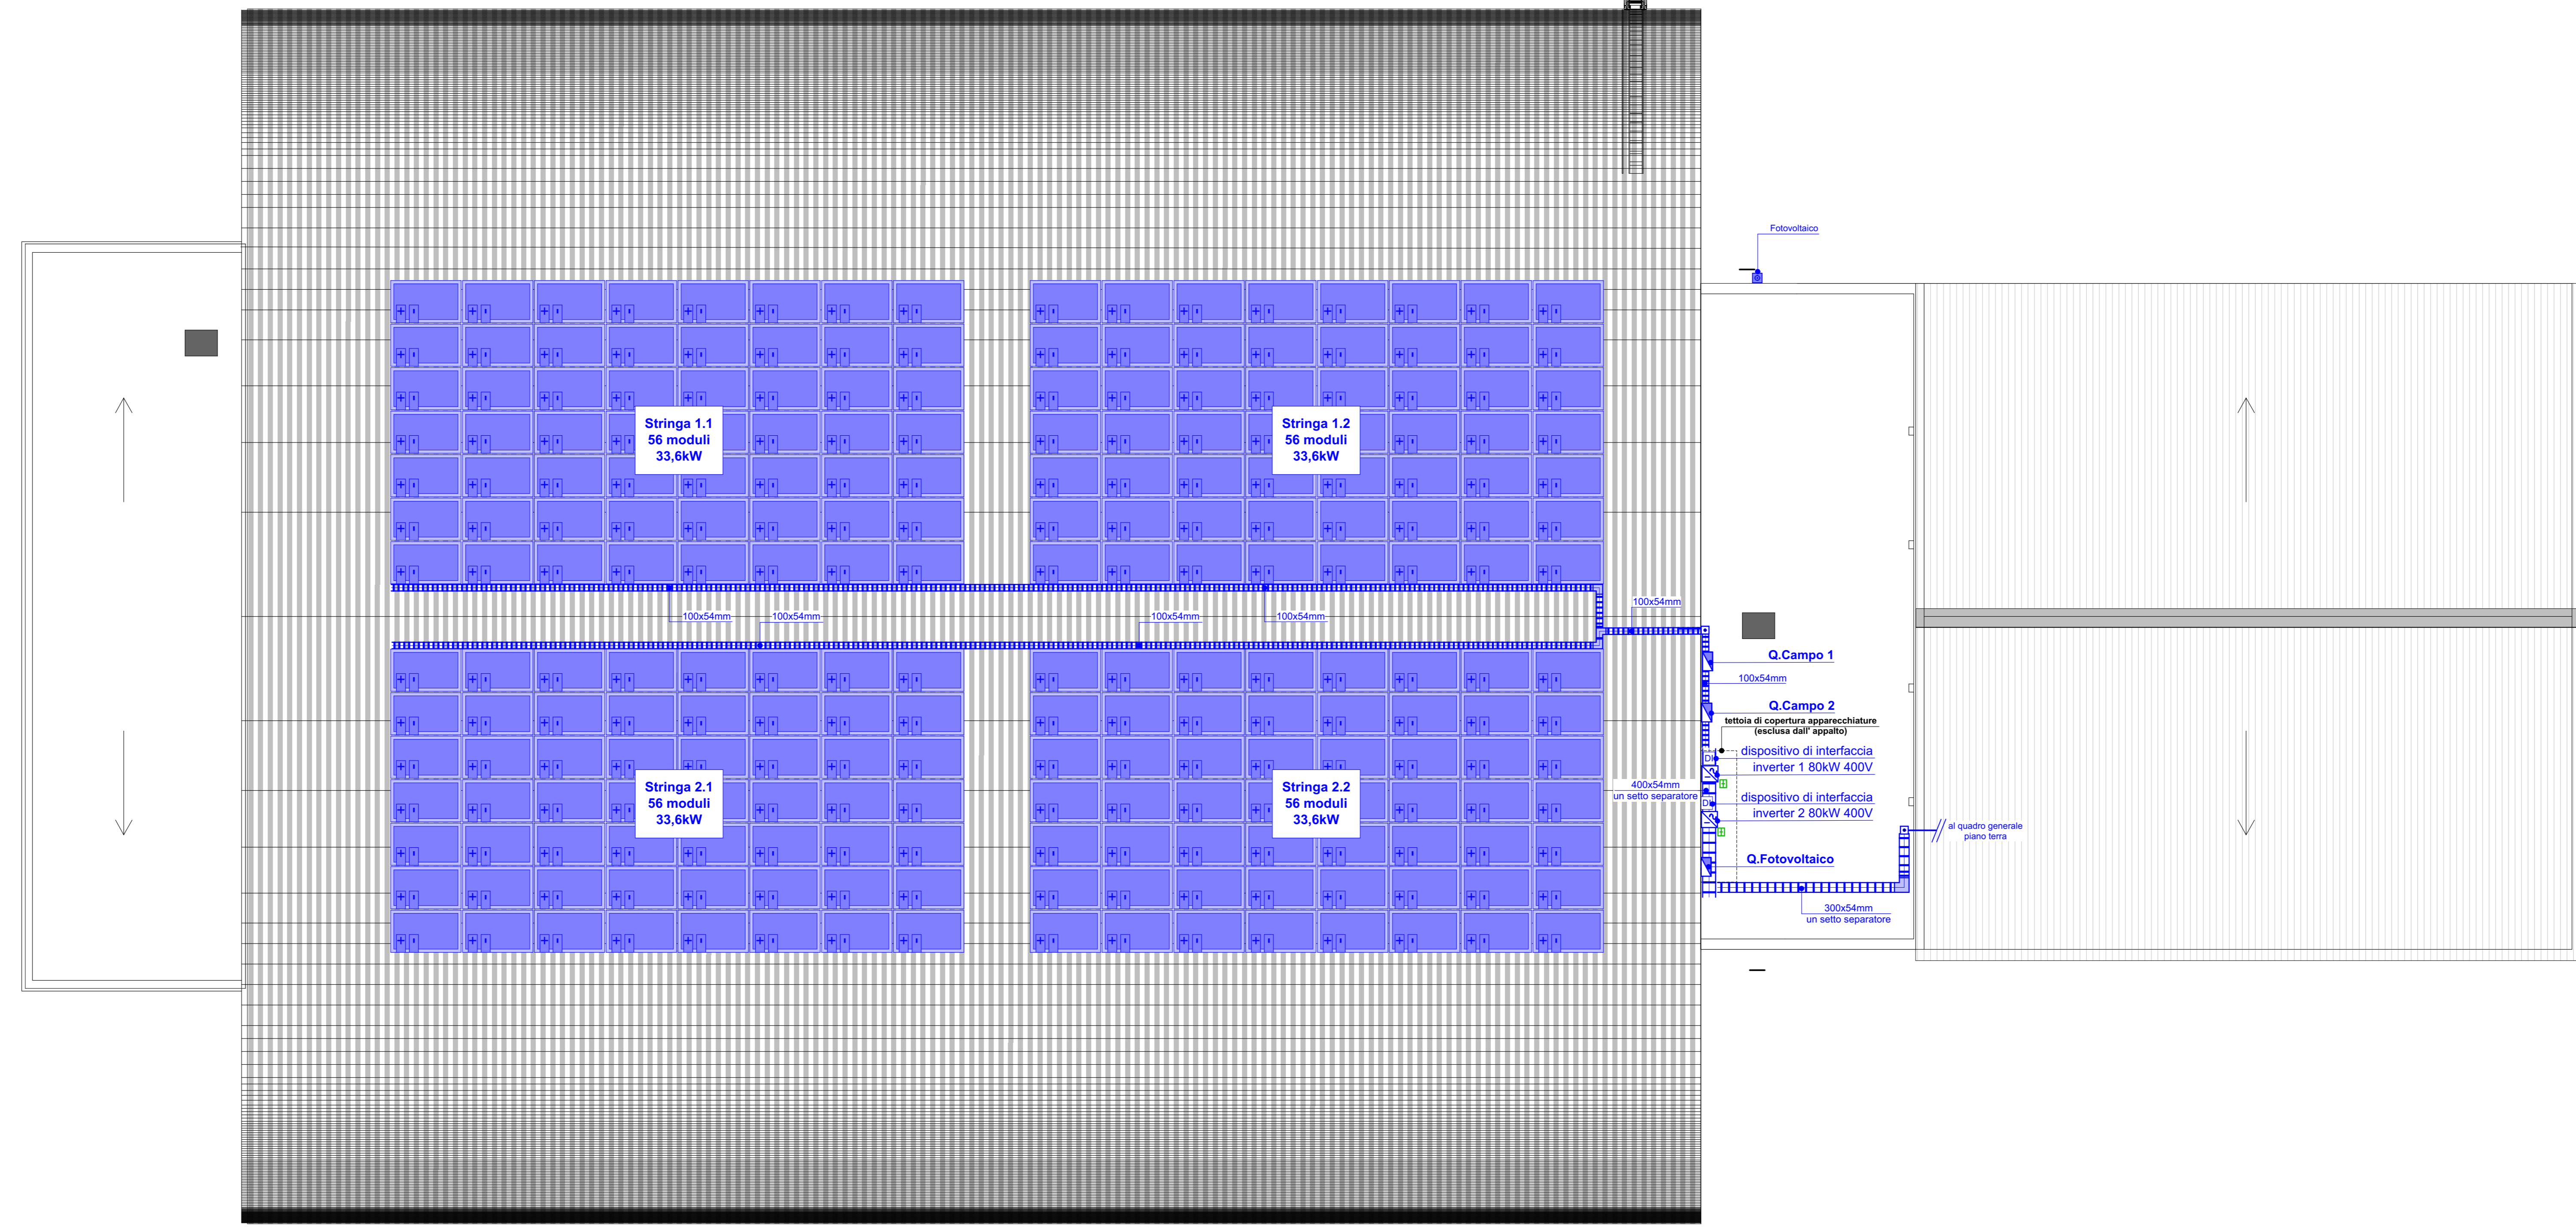 Fotovoltaico
Stringa 1.1
56 moduli
33,6kW
Stringa 1.2
56 moduli
33,6kW
100x54mm
100x54mm
100x54mm
100x54mm
100x54mm
Q.Campo 1
100x54mm
Q.Campo 2
tettoia di copertura apparecchiature
(esclusa dall' appalto)
dispositivo di interfaccia
DI
inverter 1 80kW 400V
400x54mm
un setto separatore
dispositivo di interfaccia
DI
inverter 2 80kW 400V
Stringa 2.1
56 moduli
33,6kW
Stringa 2.2
56 moduli
33,6kW
al quadro generale
piano terra
Q.Fotovoltaico
300x54mm
un setto separatore